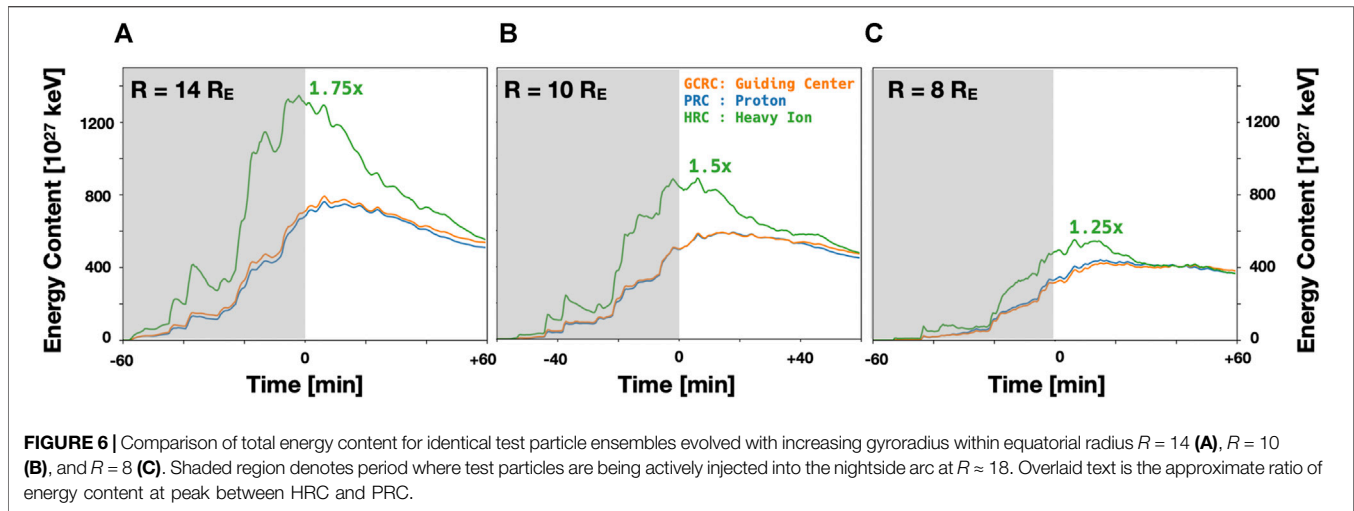 A
B
C
R = 14 RE
1.75x
R = 10 RE
GCRC: Guiding Center
PRC : Proton
HRC : Heavy Ion
1.5x
R = 8 RE
1.25x
Energy Content [10^27 keV]
1200
800
400
0
-60
0
+60
Time [min]
-40
0
+40
Time [min]
-60
0
+60
Time [min]
1200
800
400
0
Energy Content [10^27 keV]
FIGURE 6 | Comparison of total energy content for identical test particle ensembles evolved with increasing gyroradius within equatorial radius R = 14 (A), R = 10
(B), and R = 8 (C). Shaded region denotes period where test particles are being actively injected into the nightside arc at R ≈ 18. Overlaid text is the approximate ratio of
energy content at peak between HRC and PRC.